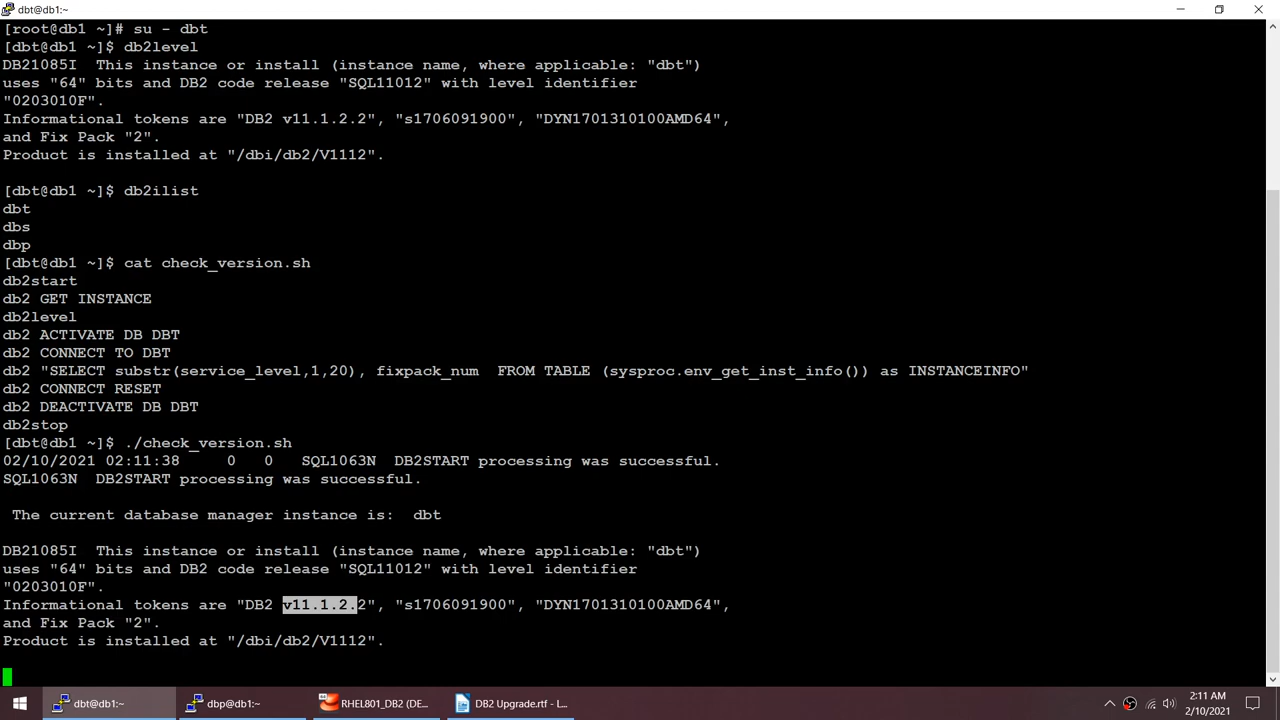 dbt@db1:~
[root@db1 ~]# su - dbt
[dbt@db1 ~]$ db2level
DB21085I  This instance or install (instance name, where applicable: "dbt")
uses "64" bits and DB2 code release "SQL11012" with level identifier
"0203010F".
Informational tokens are "DB2 v11.1.2.2", "s1706091900", "DYN1701310100AMD64",
and Fix Pack "2".
Product is installed at "/dbi/db2/V1112".
[dbt@db1 ~]$ db2ilist
dbt
dbs
dbp
[dbt@db1 ~]$ cat check_version.sh
db2start
db2 GET INSTANCE
db2level
db2 ACTIVATE DB DBT
db2 CONNECT TO DBT
db2 "SELECT substr(service_level,1,20), fixpack_num  FROM TABLE (sysproc.env_get_inst_info()) as INSTANCEINFO"
db2 CONNECT RESET
db2 DEACTIVATE DB DBT
db2stop
[dbt@db1 ~]$ ./check_version.sh
02/10/2021 02:11:38     0   0   SQL1063N  DB2START processing was successful.
SQL1063N  DB2START processing was successful.
The current database manager instance is:  dbt
DB21085I  This instance or install (instance name, where applicable: "dbt")
uses "64" bits and DB2 code release "SQL11012" with level identifier
"0203010F".
Informational tokens are "DB2 v11.1.2.2", "s1706091900", "DYN1701310100AMD64",
and Fix Pack "2".
Product is installed at "/dbi/db2/V1112".
dbt@db1:~ dbp@db1:~ RHEL801_DB2 (DE... DB2 Upgrade.rtf - L... 2:11 AM
2/10/2021